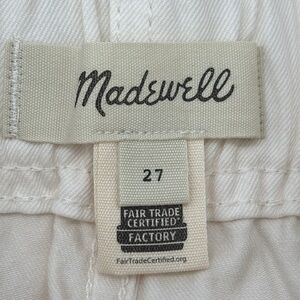 Madewell
27
FAIR TRADE
CERTIFIED
FACTORY
FairTradeCertified.org